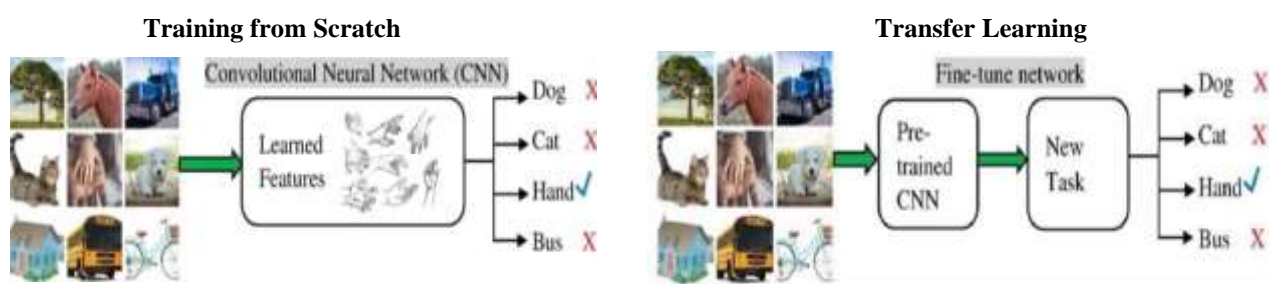 Training from Scratch
Convolutional Neural Network (CNN)
Learned
Features
Dog X
Cat X
Hand ✓
Bus X
Transfer Learning
Fine-tune network
Pre-
trained
CNN
New
Task
Dog X
Cat X
Hand ✓
Bus X